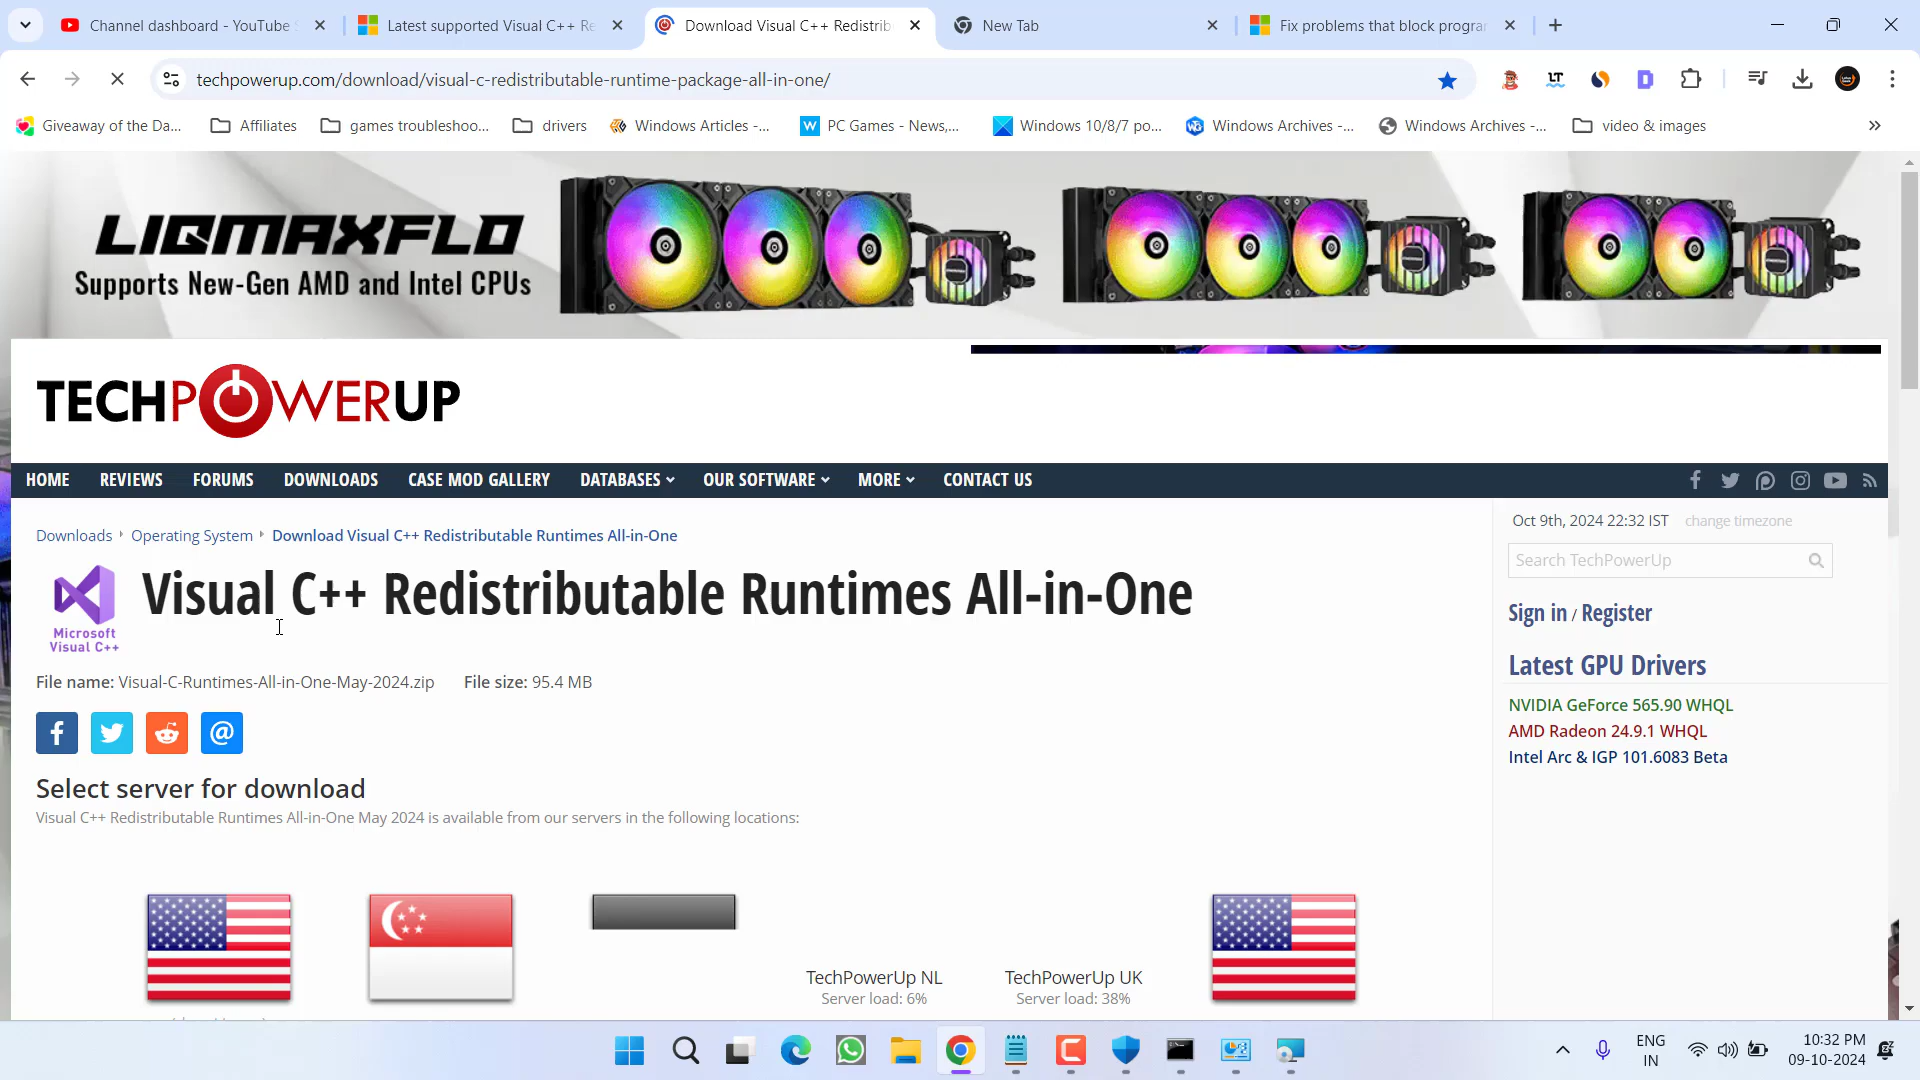 Channel dashboard - YouTube
Latest supported Visual C++ Re
Download Visual C++ Redistrib
New Tab
Fix problems that block progra
techpowerup.com/download/visual-c-redistributable-runtime-package-all-in-one/
LT
D
Giveaway of the Da...
Affiliates
games troubleshoo...
drivers
Windows Articles -...
PC Games - News,...
Windows 10/8/7 po...
Windows Archives -...
Windows Archives -...
video & images
LIQMAXFLO
Supports New-Gen AMD and Intel CPUs
TECHPOWERUP
HOME
REVIEWS
FORUMS
DOWNLOADS
CASE MOD GALLERY
DATABASES
OUR SOFTWARE
MORE
CONTACT US
Downloads
Operating System
Download Visual C++ Redistributable Runtimes All-in-One
Oct 9th, 2024 22:32 IST
change timezone
Search TechPowerUp
Microsoft
Visual C++
Visual C++ Redistributable Runtimes All-in-One
Sign in / Register
File name: Visual-C-Runtimes-All-in-One-May-2024.zip
File size: 95.4 MB
Latest GPU Drivers
NVIDIA GeForce 565.90 WHQL
AMD Radeon 24.9.1 WHQL
Intel Arc & IGP 101.6083 Beta
Select server for download
Visual C++ Redistributable Runtimes All-in-One May 2024 is available from our servers in the following locations:
TechPowerUp NL
Server load: 6%
TechPowerUp UK
Server load: 38%
ENG
IN
10:32 PM
09-10-2024